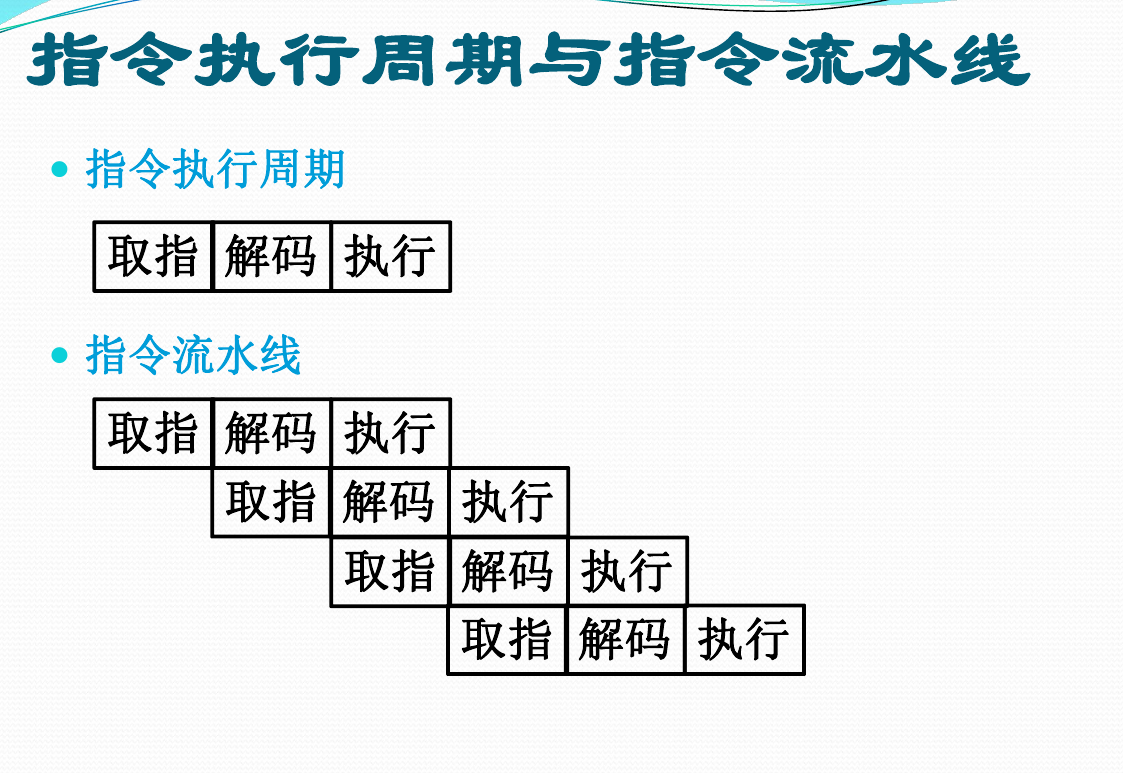 指令执行周期与指令流水线
指令执行周期
取指 解码 执行
指令流水线
取指 解码 执行
取指 解码 执行
取指 解码 执行
取指 解码 执行